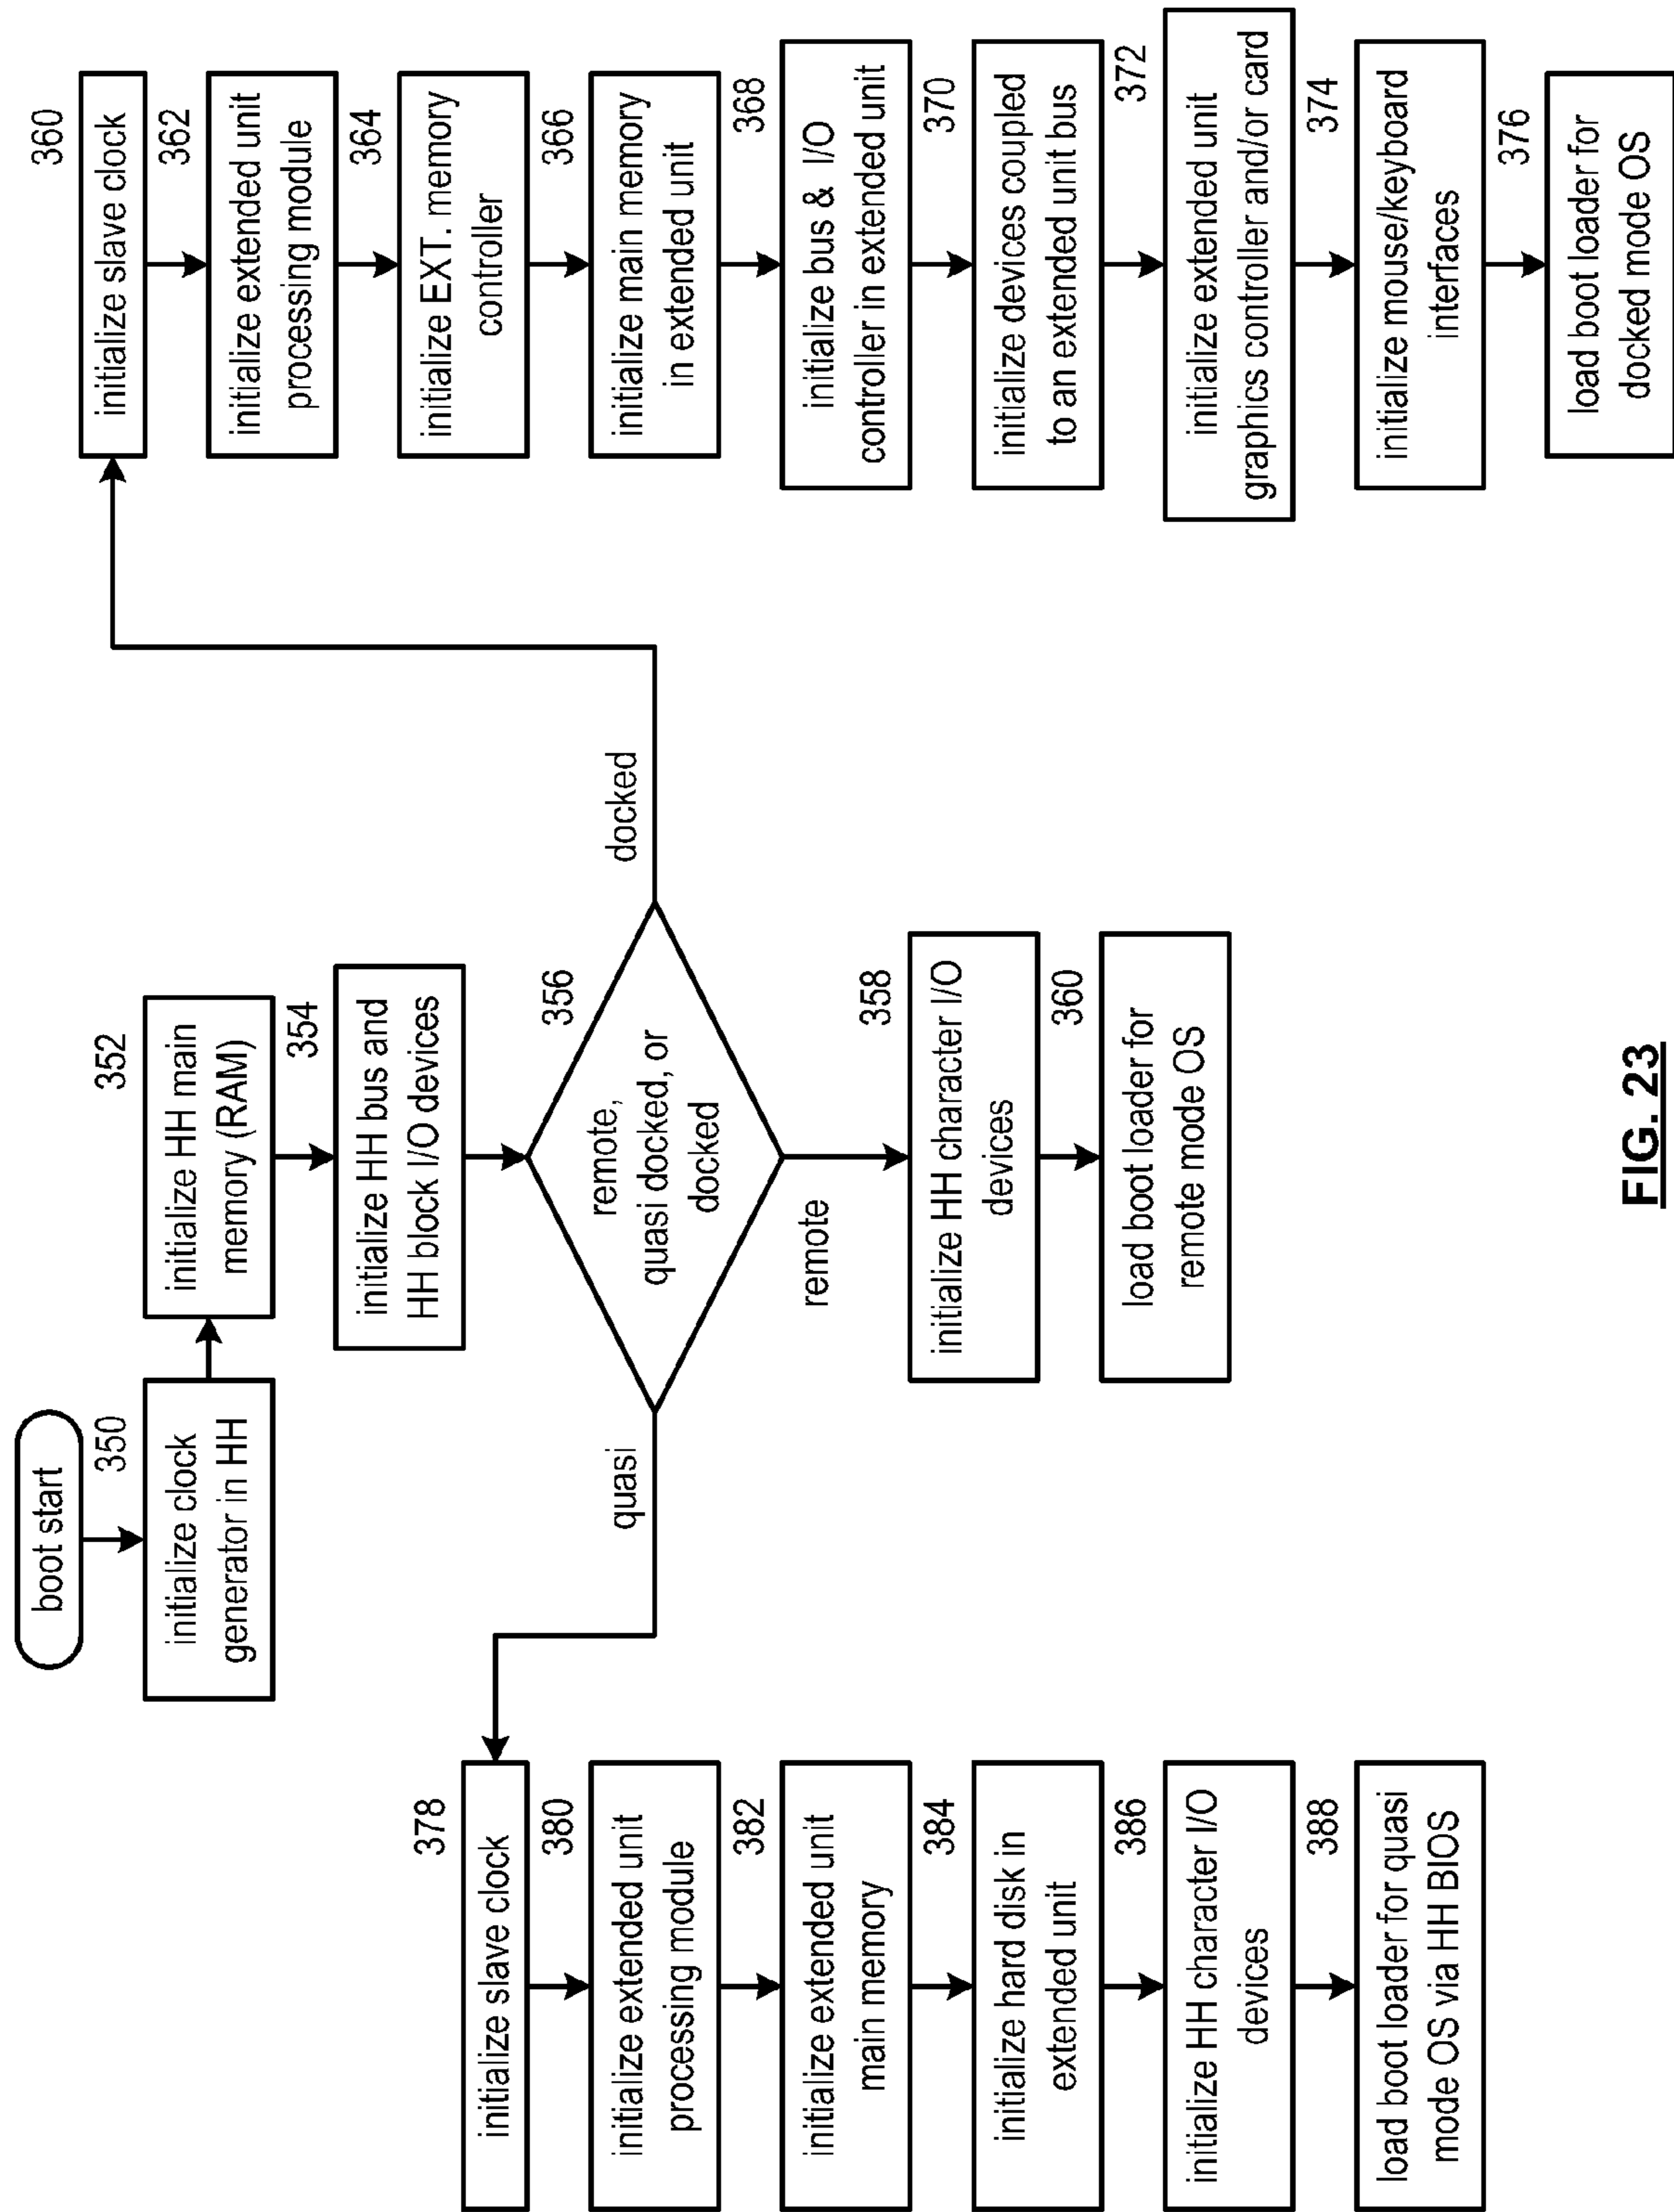 boot start
350
initialize clock
generator in HH
352
initialize HH main
memory (RAM)
354
initialize HH bus and
HH block I/O devices
356
remote,
quasi docked, or
docked
quasi
remote
docked
378
initialize slave clock
380
initialize extended unit
processing module
382
initialize extended unit
main memory
384
initialize hard disk in
extended unit
386
initialize HH character I/O
devices
388
load boot loader for quasi
mode OS via HH BIOS
358
initialize HH character I/O
devices
360
load boot loader for
remote mode OS
360
initialize slave clock
362
initialize extended unit
processing module
364
initialize EXT. memory
controller
366
initialize main memory
in extended unit
368
initialize bus & I/O
controller in extended unit
370
initialize devices coupled
to an extended unit bus
372
initialize extended unit
graphics controller and/or card
374
initialize mouse/keyboard
interfaces
376
load boot loader for
docked mode OS
FIG. 23